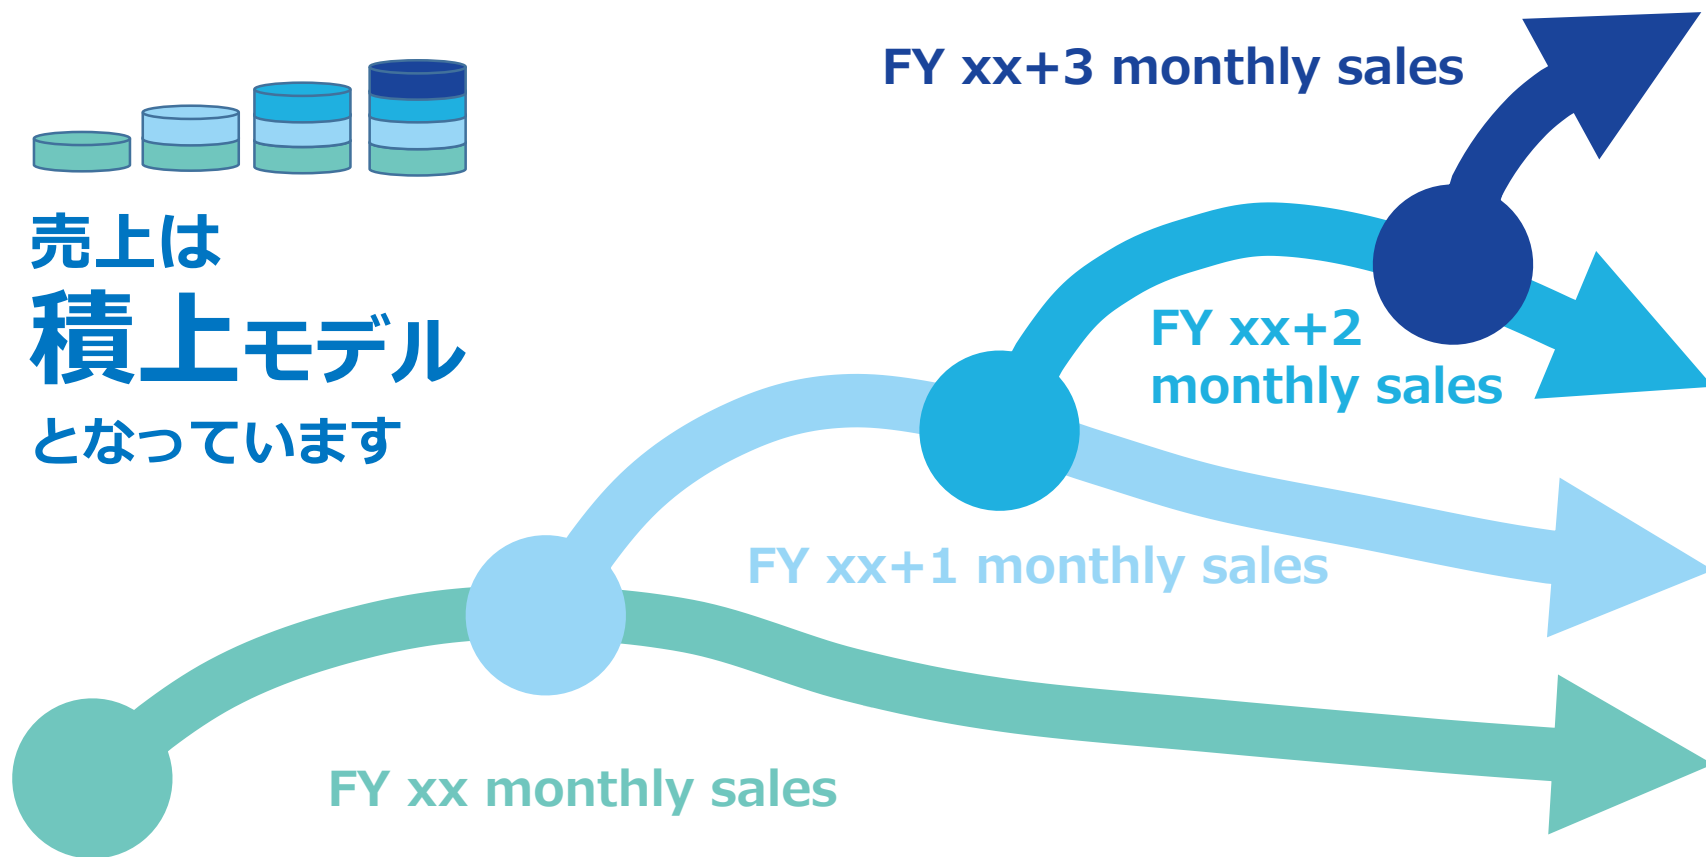 売上は
積上モデル
となっています
FY xx+3 monthly sales
FY xx+2
monthly sales
FY xx+1 monthly sales
FY xx monthly sales